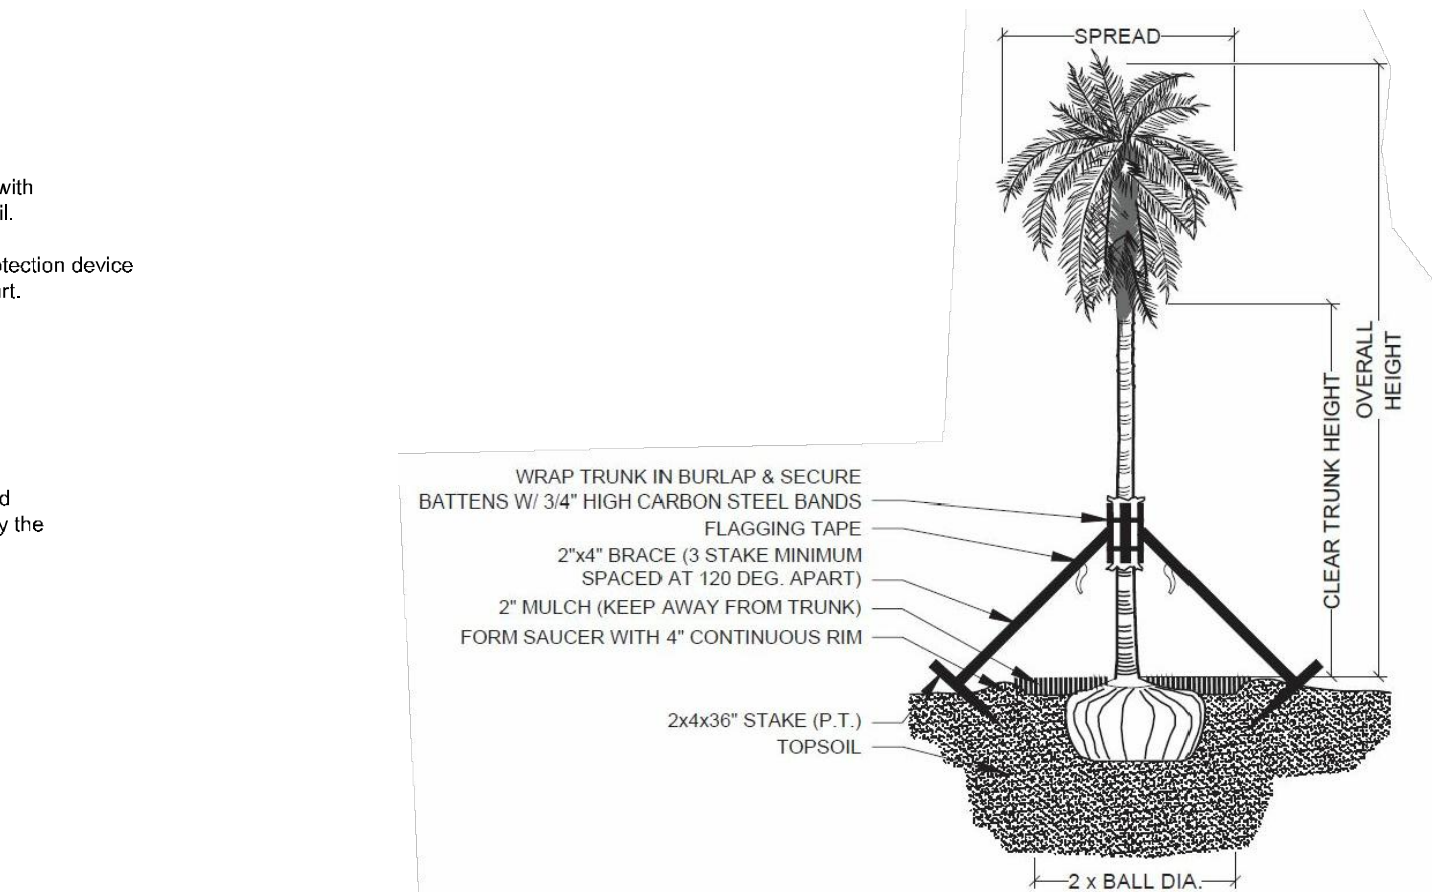 with
il.
otection device
rt.
d
y the
SPREAD
OVERALL
HEIGHT
CLEAR TRUNK HEIGHT
WRAP TRUNK IN BURLAP & SECURE
BATTENS W/ 3/4" HIGH CARBON STEEL BANDS
FLAGGING TAPE
2"x4" BRACE (3 STAKE MINIMUM
SPACED AT 120 DEG. APART)
2" MULCH (KEEP AWAY FROM TRUNK)
FORM SAUCER WITH 4" CONTINUOUS RIM
2x4x36" STAKE (P.T.)
TOPSOIL
2 x BALL DIA.